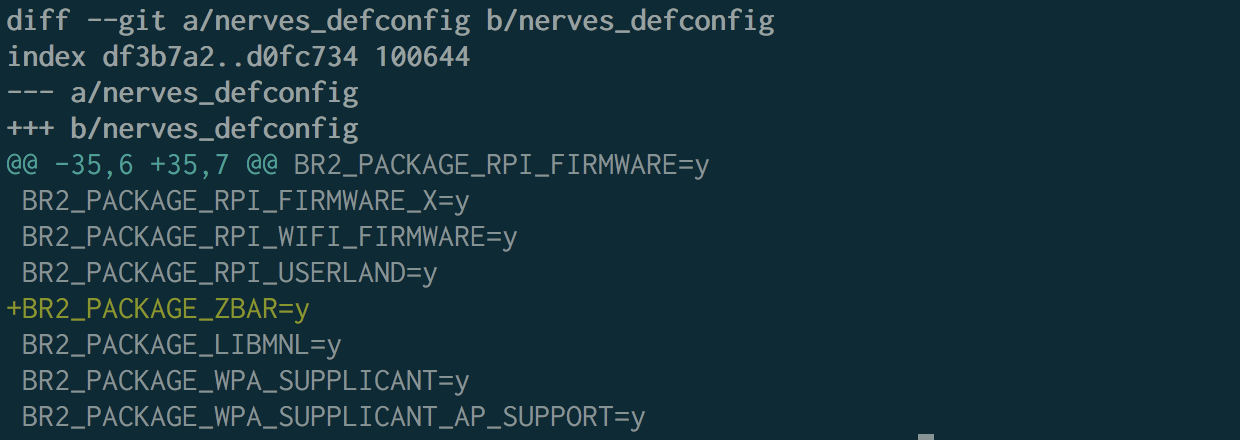 diff --git a/nerves_defconfig b/nerves_defconfig
index df3b7a2..d0fc734 100644
--- a/nerves_defconfig
+++ b/nerves_defconfig
@@ -35,6 +35,7 @@ BR2_PACKAGE_RPI_FIRMWARE=y
 BR2_PACKAGE_RPI_FIRMWARE_X=y
 BR2_PACKAGE_RPI_WIFI_FIRMWARE=y
 BR2_PACKAGE_RPI_USERLAND=y
+BR2_PACKAGE_ZBAR=y
 BR2_PACKAGE_LIBMNL=y
 BR2_PACKAGE_WPA_SUPPLICANT=y
 BR2_PACKAGE_WPA_SUPPLICANT_AP_SUPPORT=y